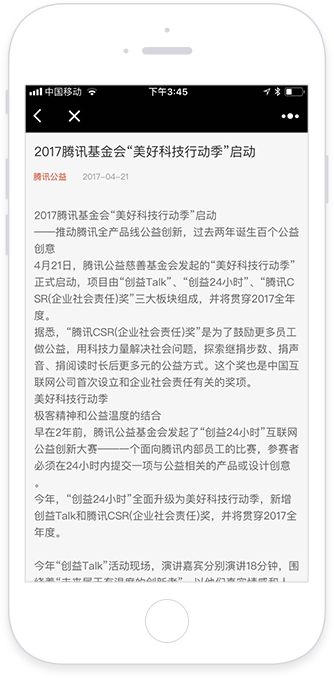 中国移动
下午3:45
2017腾讯基金会“美好科技行动季”启动
腾讯公益 2017-04-21
2017腾讯基金会“美好科技行动季”启动
——推动腾讯全产品线公益创新，过去两年诞生百个公益
创意
4月21日，腾讯公益慈善基金会发起的“美好科技行动季”
正式启动，项目由“创益Talk”、“创益24小时”、“腾讯C
SR(企业社会责任)奖”三大板块组成，并将贯穿2017全年
度。
据悉，“腾讯CSR(企业社会责任)奖”是为了鼓励更多员工
做公益，用科技力量解决社会问题，探索继捐步数、捐声
音、捐阅读时长后更多元的公益方式。这个奖也是中国互
联网公司首次设立和企业社会责任有关的奖项。
美好科技行动季
极客精神和公益温度的结合
早在2年前，腾讯公益基金会发起了“创益24小时”互联网
公益创新大赛———一个面向腾讯内部员工的比赛，参赛者
必须在24小时内提交一项与公益相关的产品或设计创意
。
今年，“创益24小时”全面升级为美好科技行动季，新增
创益Talk和腾讯CSR(企业社会责任)奖，并将贯穿2017全
年度。
今年“创益Talk”活动现场，演讲嘉宾分别演讲18分钟，围